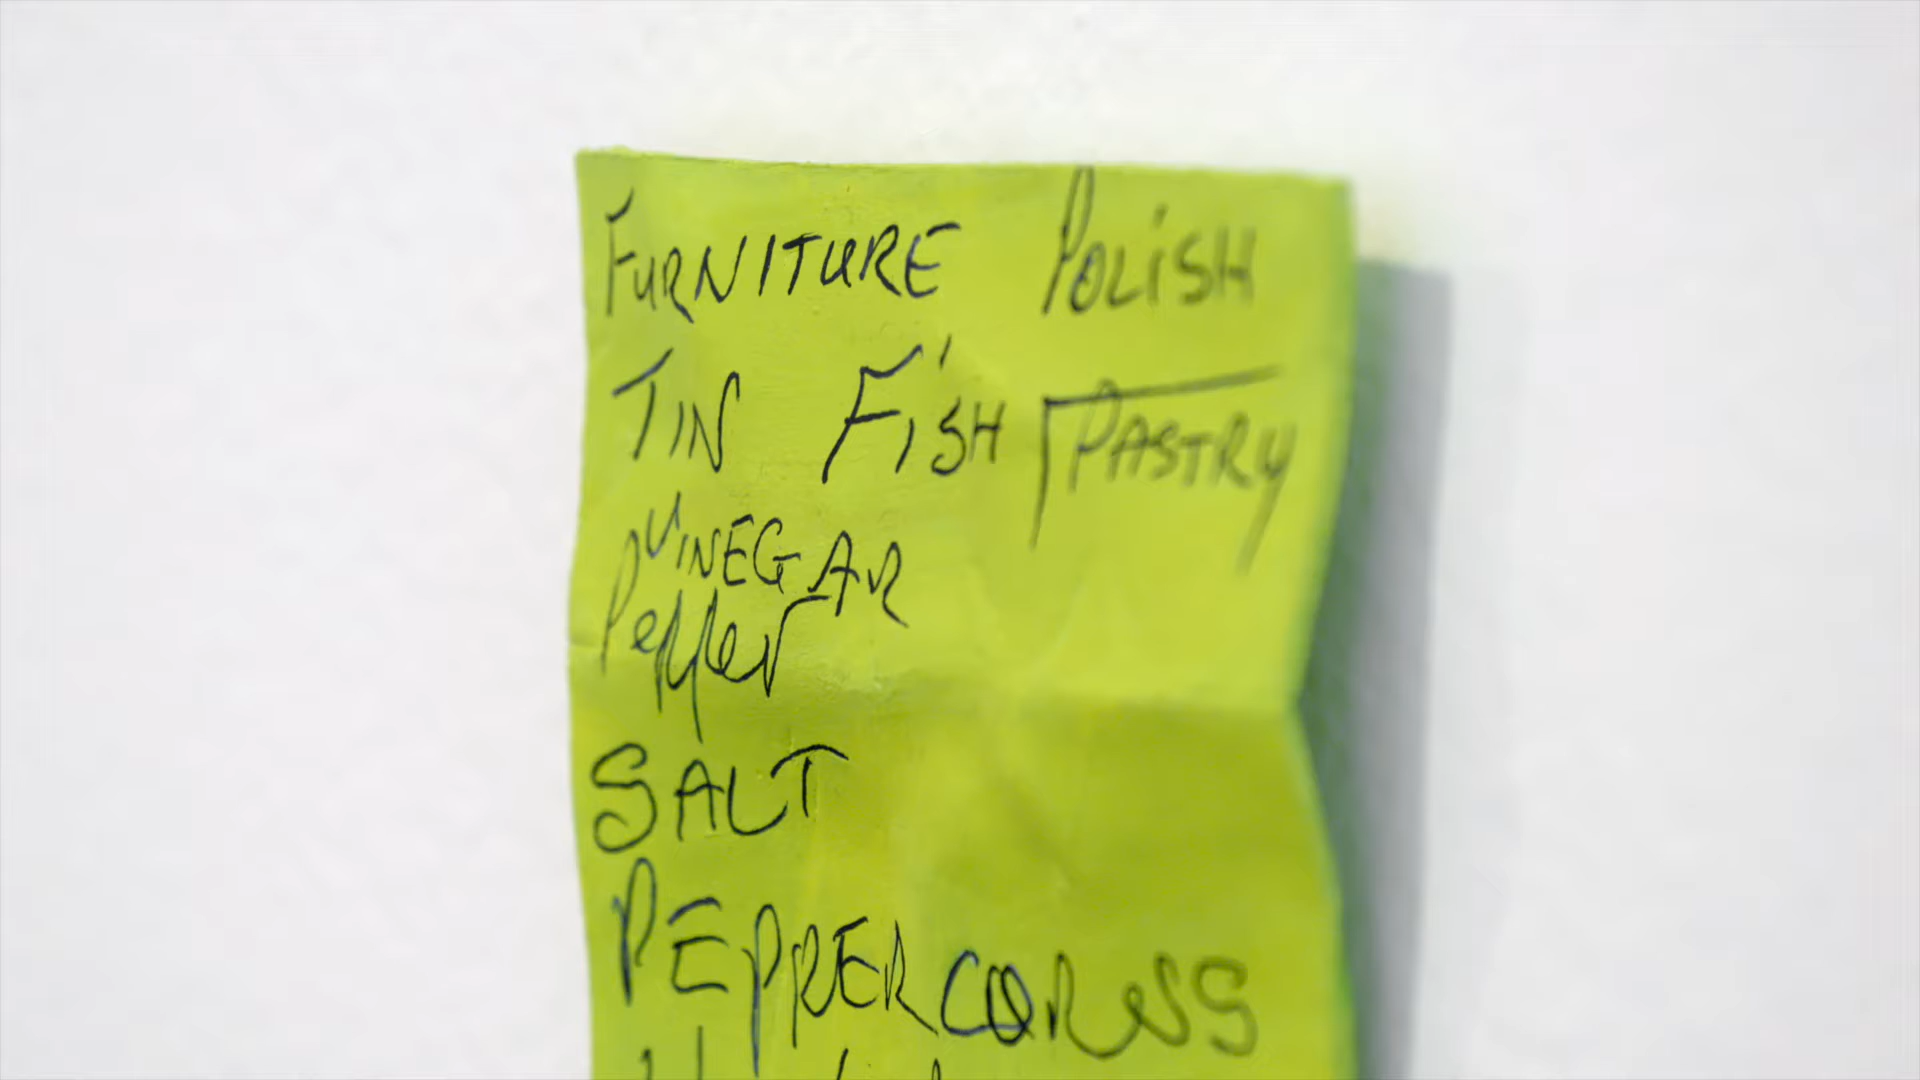 FURNITURE POLISH
TIN FISH PASTRY
VINEGAR
Pepper
SALT
PEPPERCORNS